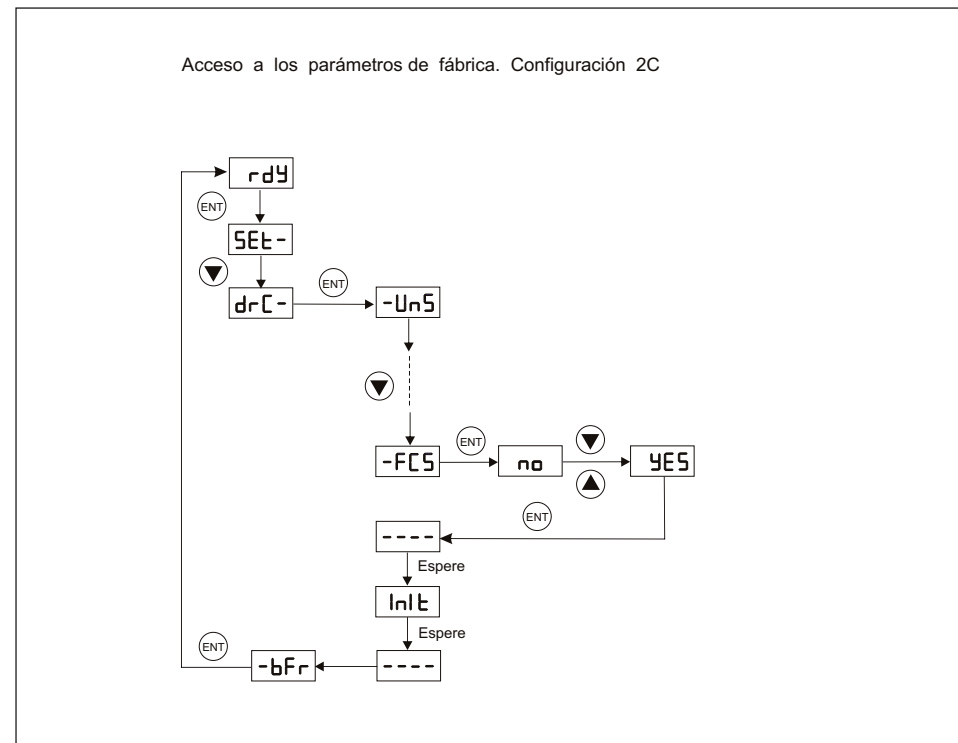 Acceso a los parámetros de fábrica. Configuración 2C
rdY
ENT
SEt-
drC-
ENT
-UnS
-FCS
ENT
no
YES
ENT
----
Espere
InIt
Espere
----
-bFr
ENT